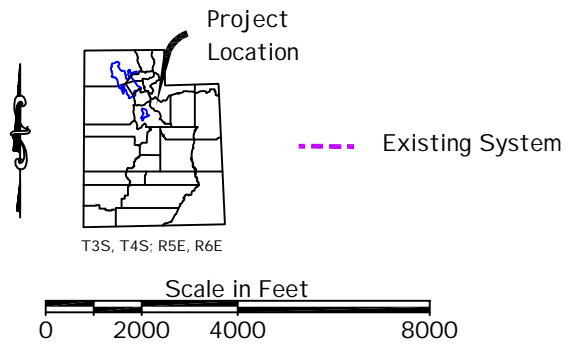 Project
Location
Existing System
T3S, T4S; R5E, R6E
Scale in Feet
0 2000 4000 8000